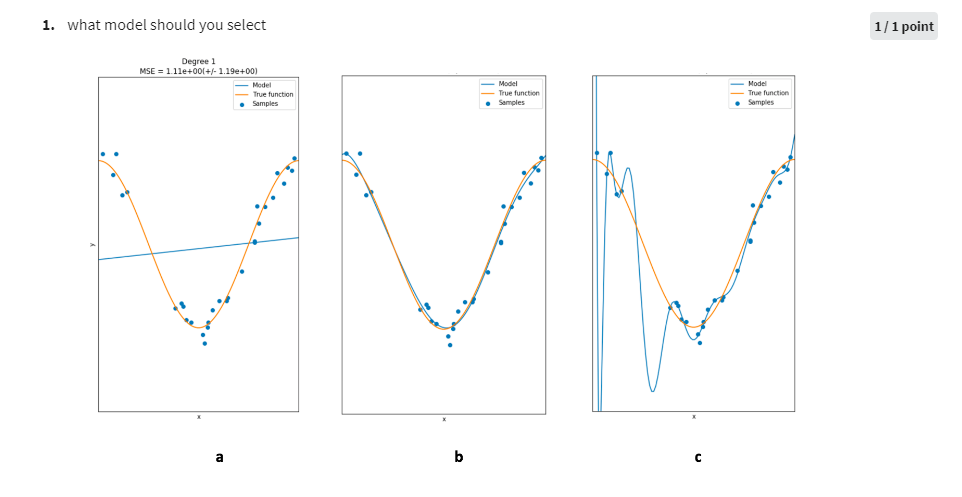 1. what model should you select
1 / 1 point
Degree 1
MSE = 1.11e+00(+/- 1.19e+00)
Model
True function
Samples
Model
True function
Samples
Model
True function
Samples
y
x
x
x
a
b
c